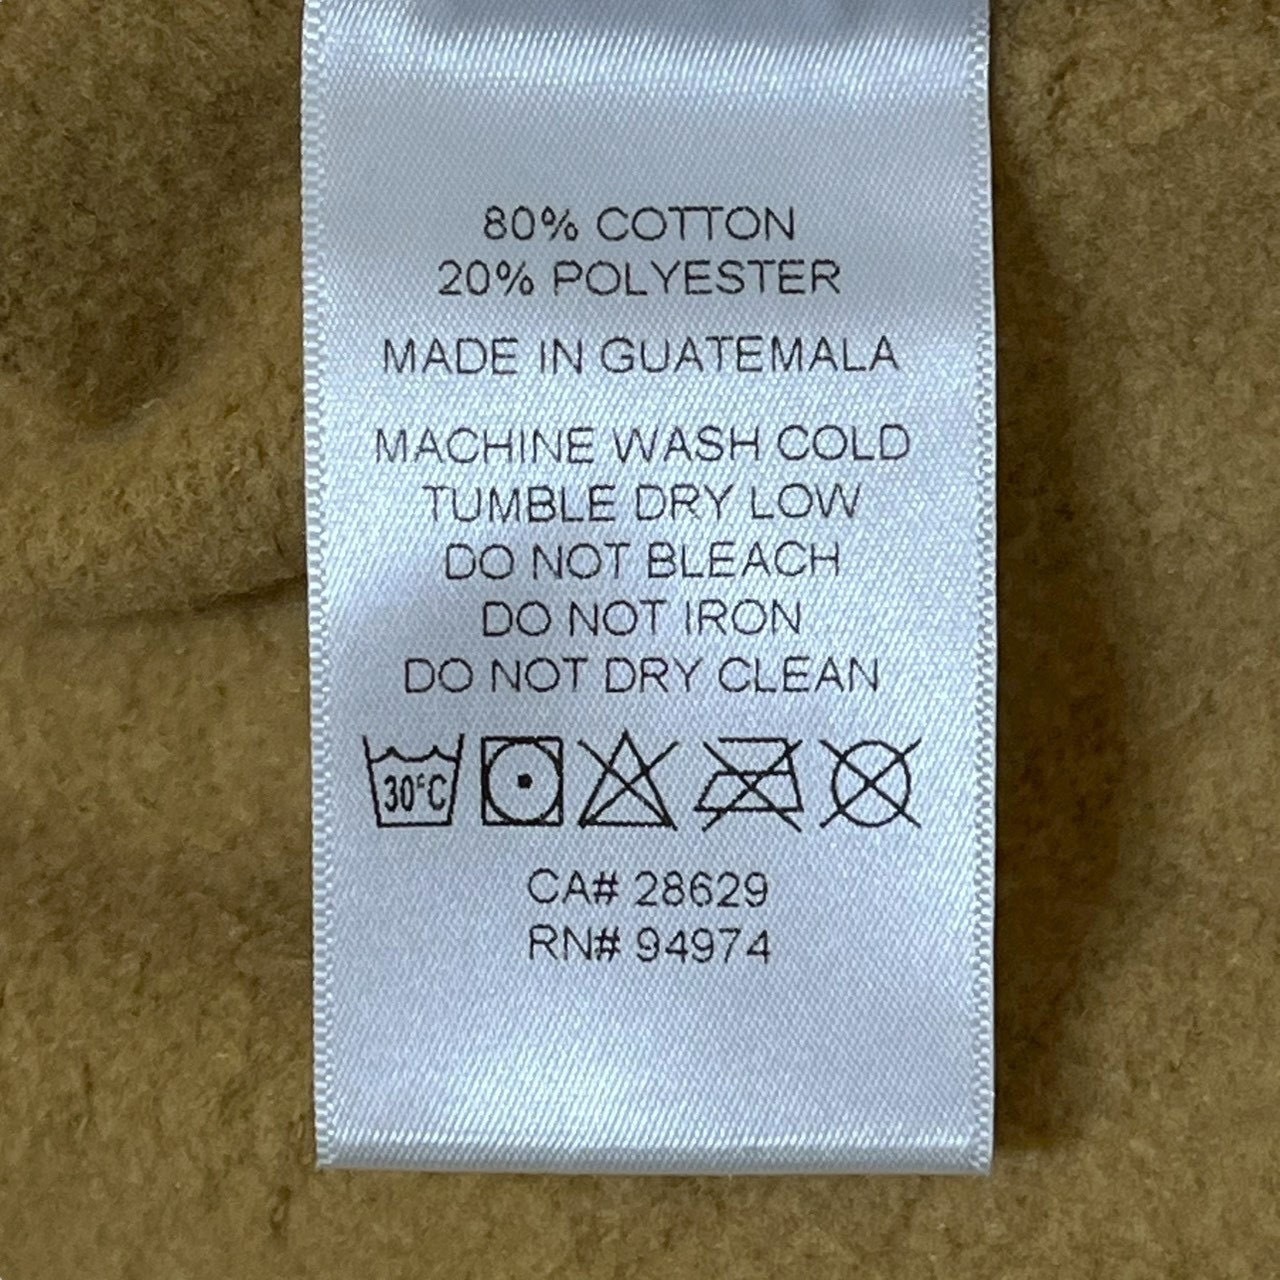 80% COTTON
20% POLYESTER
MADE IN GUATEMALA
MACHINE WASH COLD
TUMBLE DRY LOW
DO NOT BLEACH
DO NOT IRON
DO NOT DRY CLEAN
30°C
CA# 28629
RN# 94974